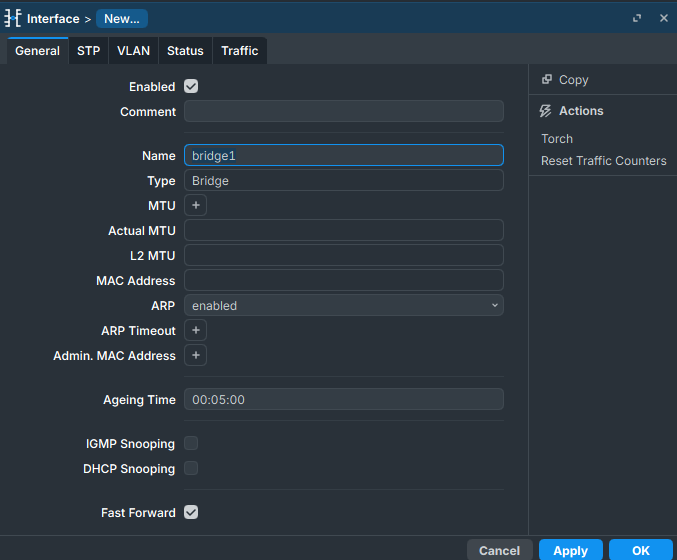 Interface > New...
General STP VLAN Status Traffic
Enabled
Comment
Name bridge1
Type Bridge
MTU +
Actual MTU
L2 MTU
MAC Address
ARP enabled
ARP Timeout +
Admin. MAC Address +
Ageing Time 00:05:00
IGMP Snooping
DHCP Snooping
Fast Forward
Copy
Actions
Torch
Reset Traffic Counters
Cancel Apply OK